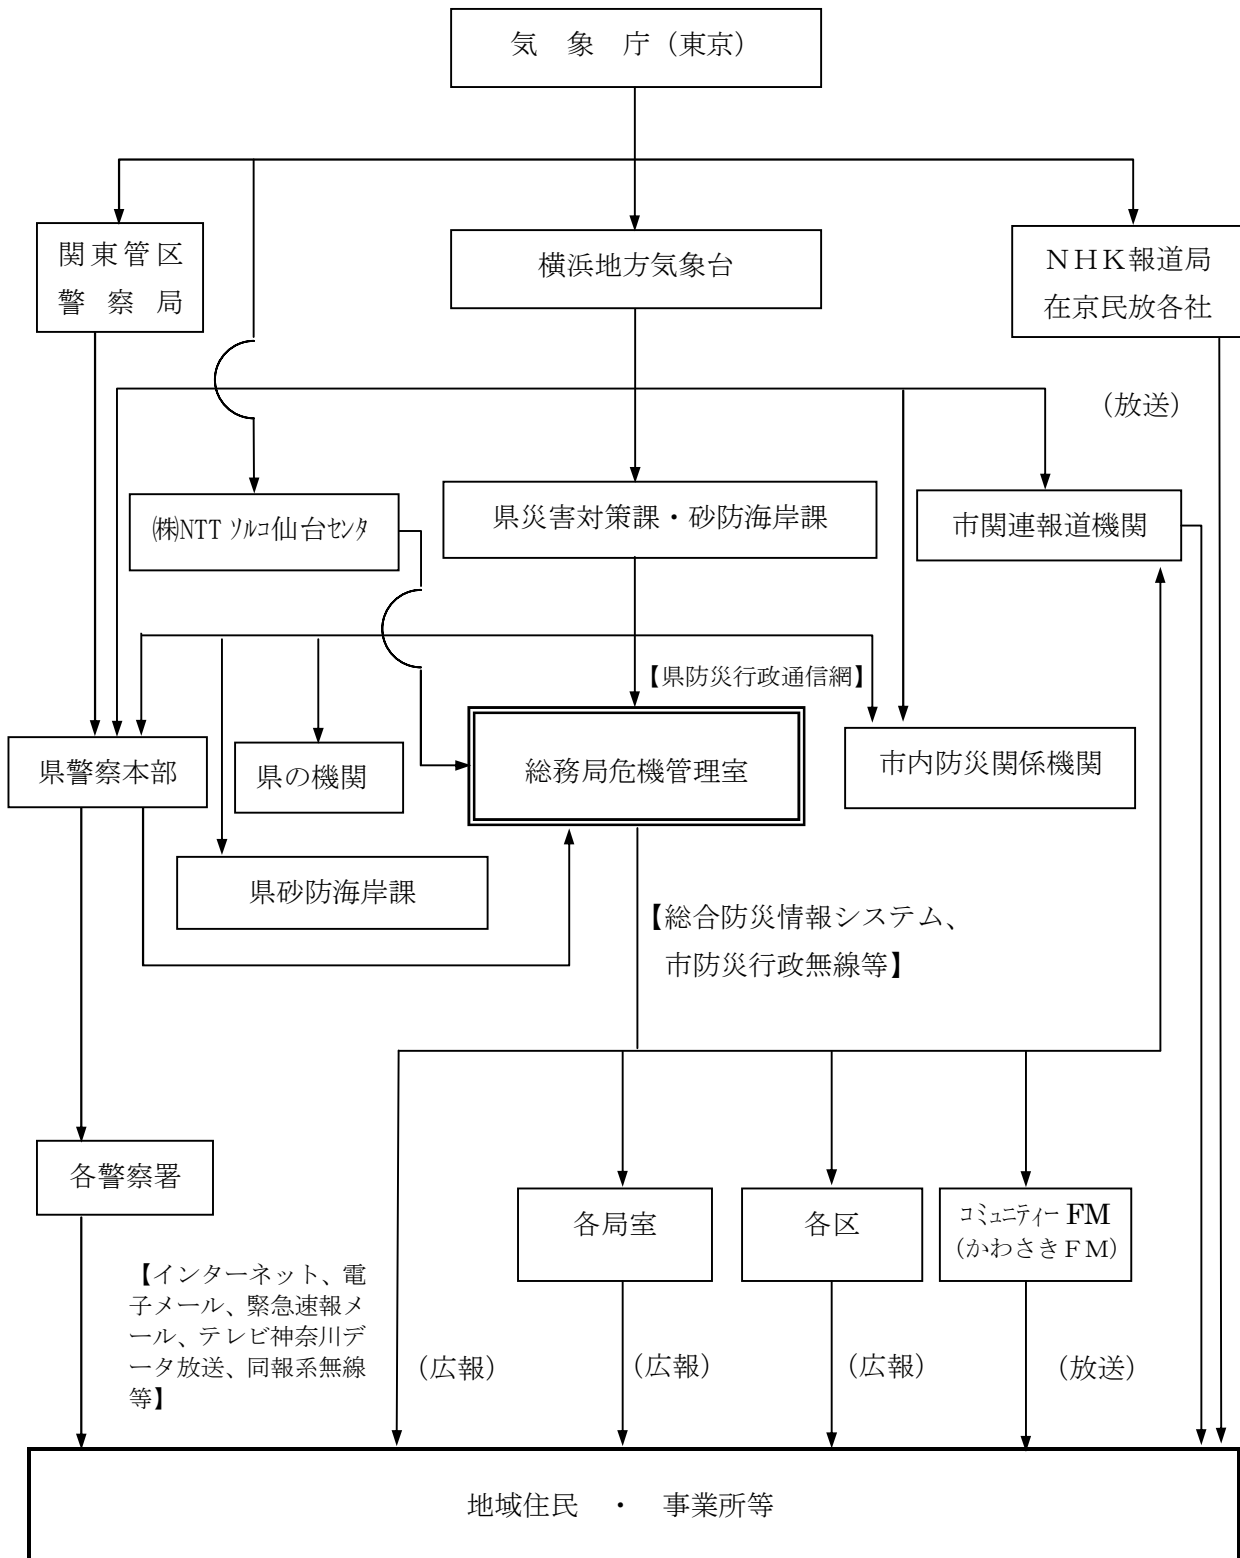 気　象　庁（東京）
関東管区
警　察　局
横浜地方気象台
ＮＨＫ報道局
在京民放各社
（放送）
㈱NTT ソルコ仙台センタ
県災害対策課・砂防海岸課
市関連報道機関
【県防災行政通信網】
県警察本部
県の機関
総務局危機管理室
市内防災関係機関
県砂防海岸課
【総合防災情報システム、
市防災行政無線等】
各警察署
各局室
各区
コミュニティー FM
（かわさきＦＭ）
【インターネット、電
子メール、緊急速報メ
ール、テレビ神奈川デ
ータ放送、同報系無線
等】
（広報）
（広報）
（広報）
（放送）
地域住民　・　事業所等